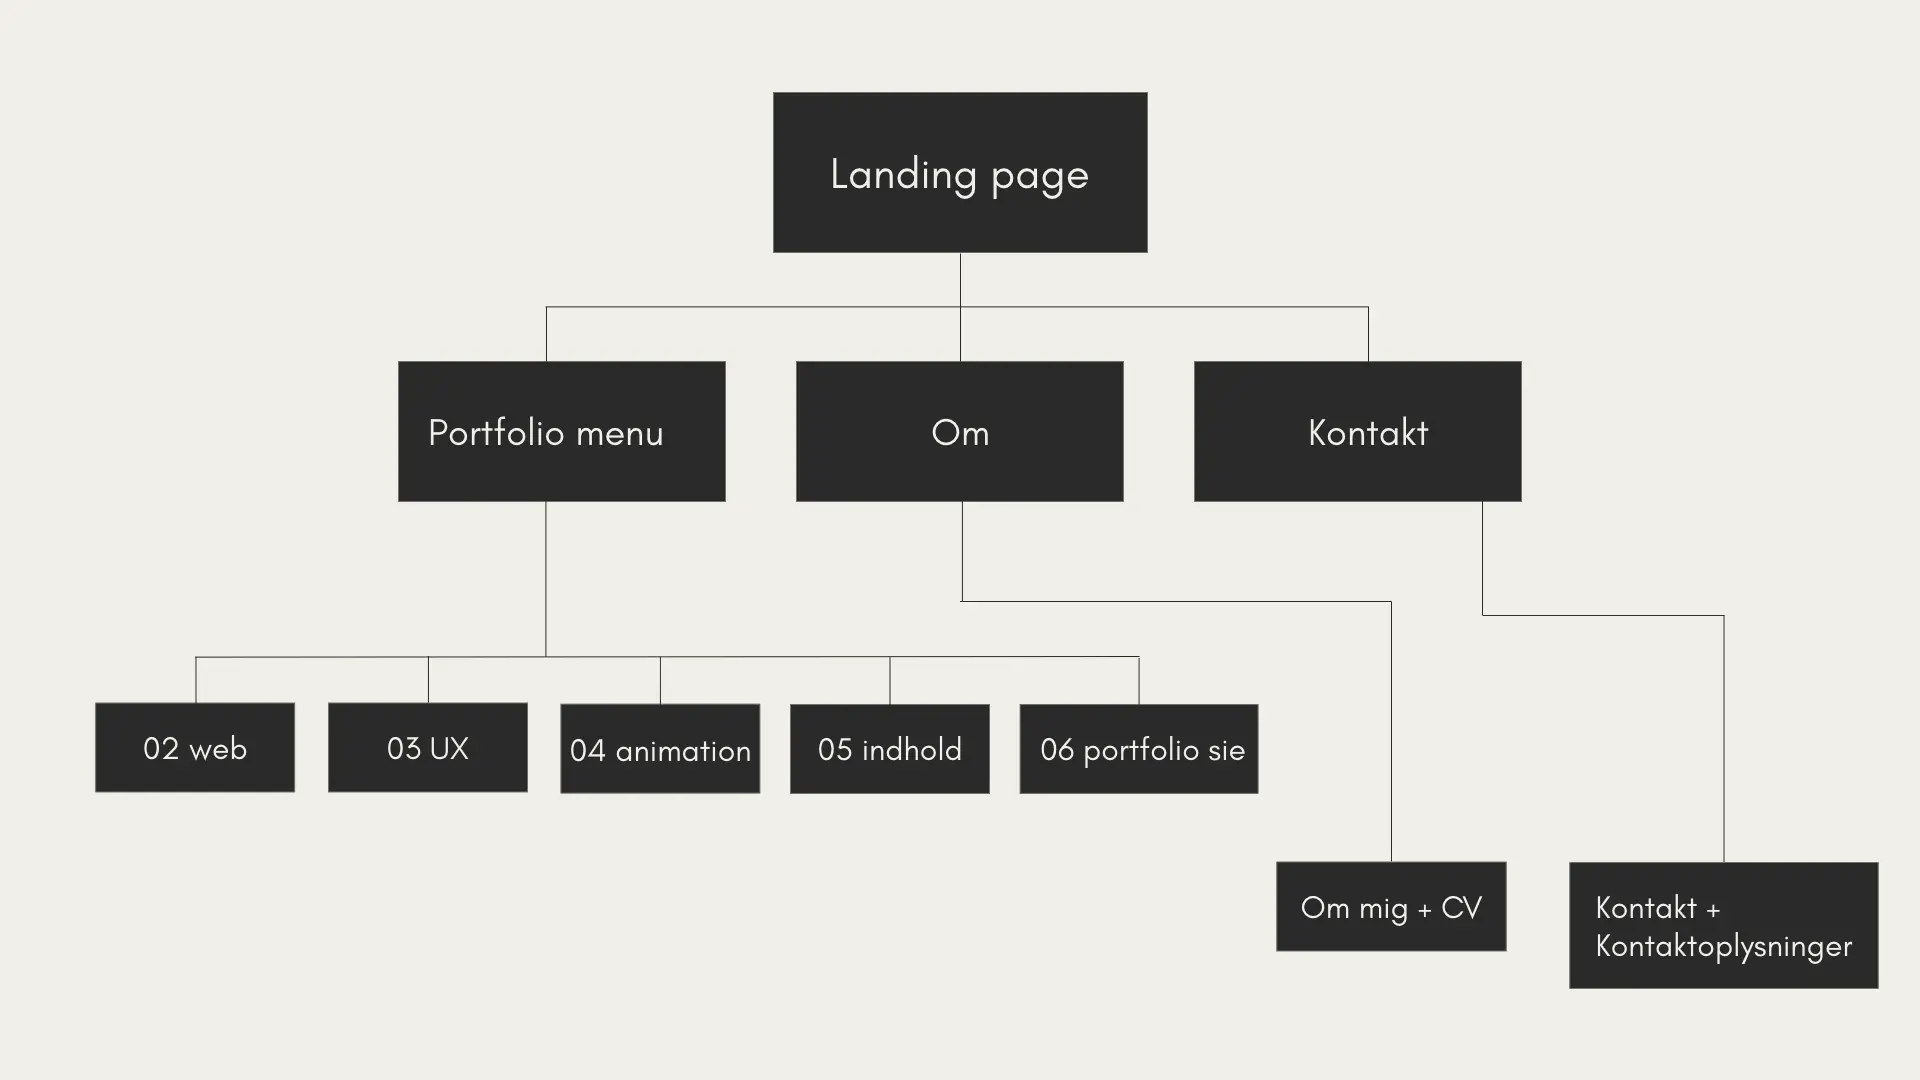 Landing page
Portfolio menu
Om
Kontakt
02 web
03 UX
04 animation
05 indhold
06 portfolio sie
Om mig + CV
Kontakt +
Kontaktoplysninger